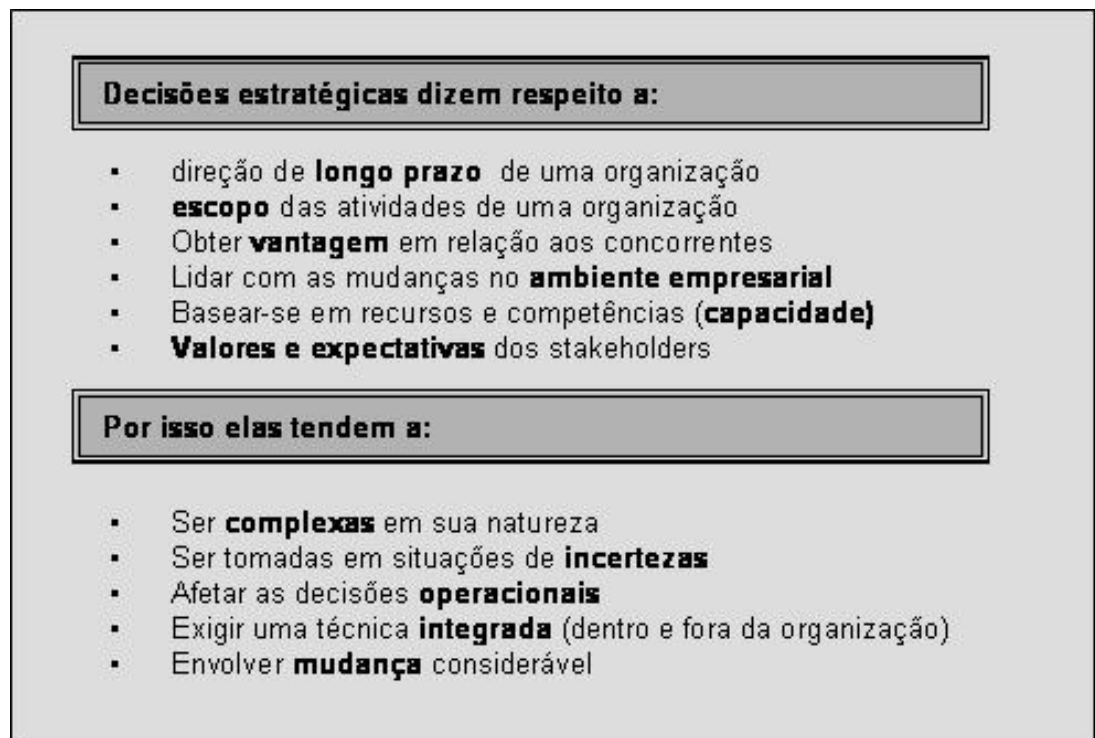 Decisões estratégicas dizem respeito a:
▪ direção de longo prazo de uma organização
▪ escopo das atividades de uma organização
▪ Obter vantagem em relação aos concorrentes
▪ Lidar com as mudanças no ambiente empresarial
▪ Basear-se em recursos e competências (capacidade)
▪ Valores e expectativas dos stakeholders
Por isso elas tendem a:
▪ Ser complexas em sua natureza
▪ Ser tomadas em situações de incertezas
▪ Afetar as decisões operacionais
▪ Exigir uma técnica integrada (dentro e fora da organização)
▪ Envolver mudança considerável